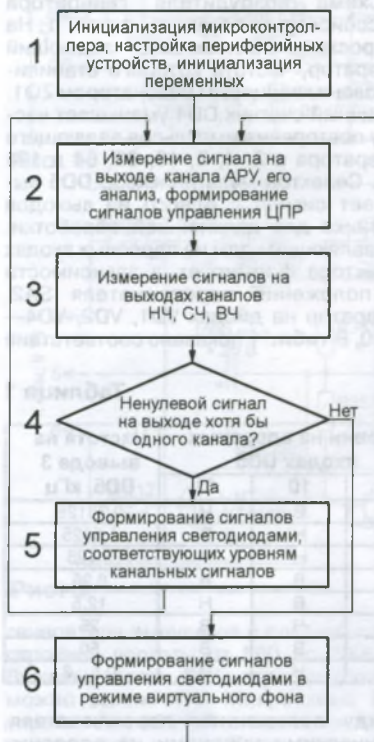 1
Инициализация микроконтрол-
лера, настройка периферийных
устройств, инициализация
переменных
2
Измерение сигнала на
выходе канала АРУ, его
анализ, формирование
сигналов управления ЦПР
3
Измерение сигналов на
выходах каналов
НЧ, СЧ, ВЧ
4
Ненулевой сигнал
на выходе хотя бы
одного канала?
Нет
Да
5
Формирование сигналов
управления светодиодами,
соответствующих уровням
канальных сигналов
6
Формирование сигналов
управления светодиодами в
режиме виртуального фона